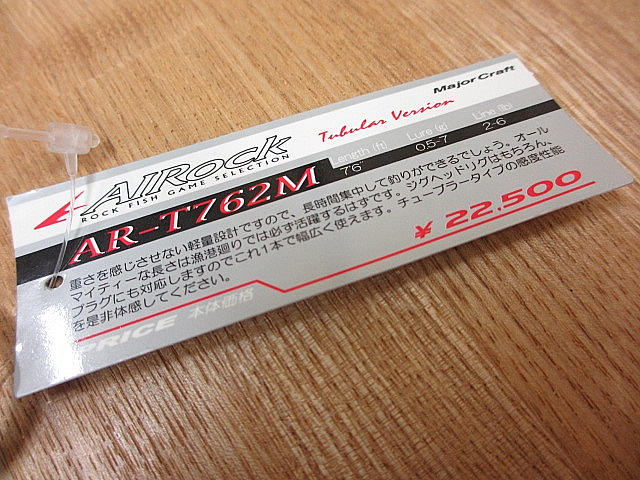 MajorCraft
AIRock
ROCK FISH GAME SELECTION
Tubular Version
Length (ft) Lure (g) Line (lb)
AR-T762M 7'6" 0.5-7 2-6
重さを感じさせない軽量設計ですので、長時間集中して釣りができるでしょう。オール
マイティーな長さは漁港廻りでは必ず活躍するはずです。ジグヘッドリグはもちろん、
プラグにも対応しますのでこれ1本で幅広く使えます。チューブラータイプの感度性能
を是非体感してください。
PRICE 本体価格 ¥ 22,500